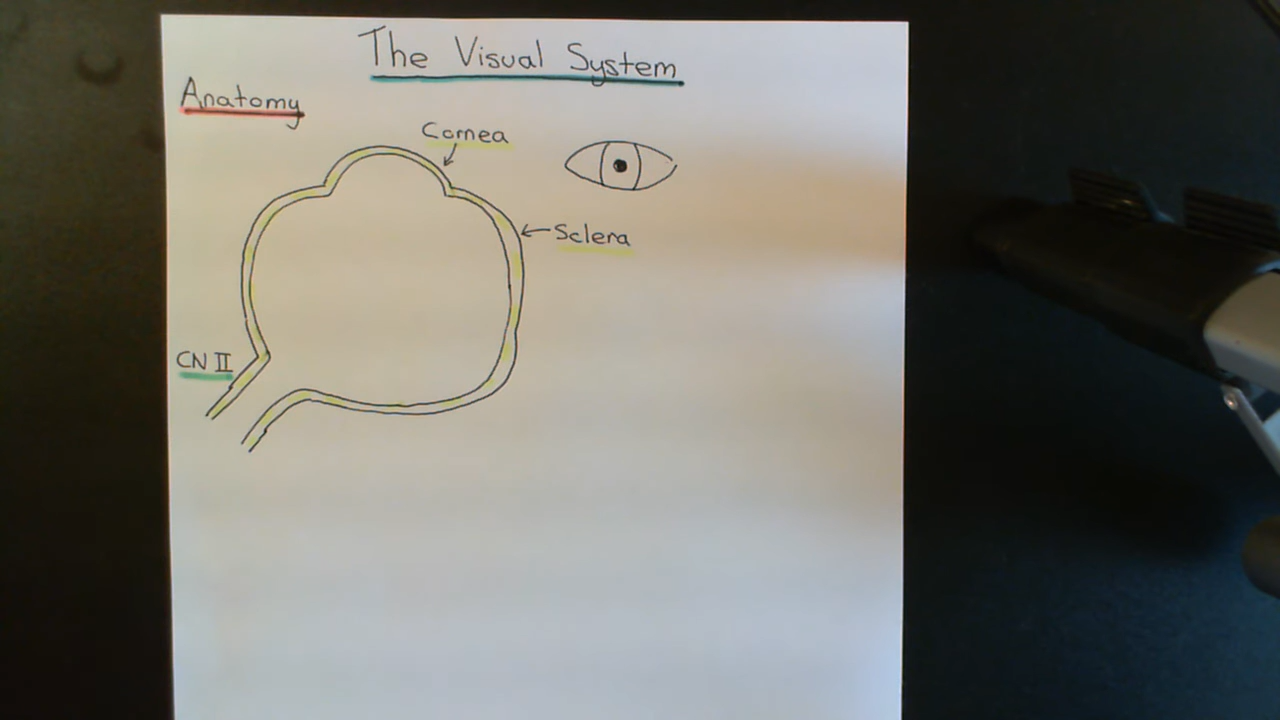 The Visual System
Anatomy
Cornea
Sclera
CN II